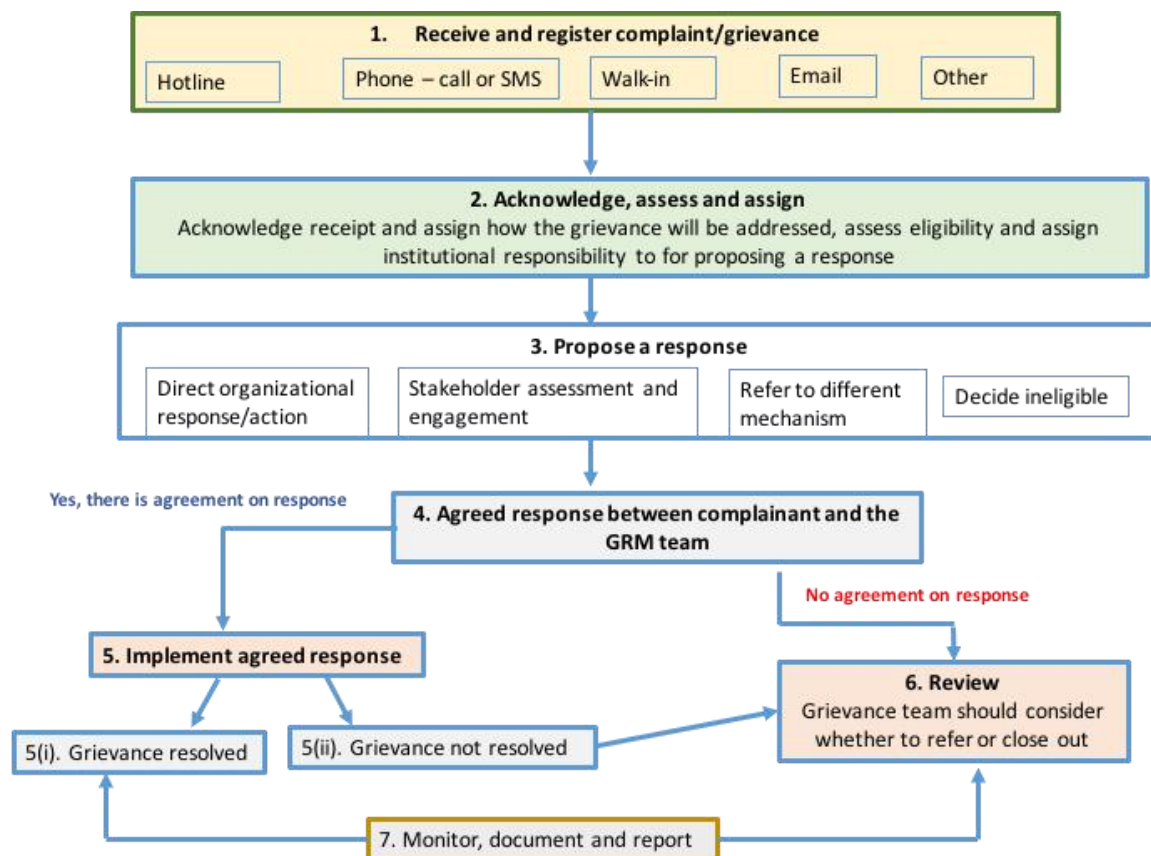 1. Receive and register complaint/grievance
Hotline
Phone – call or SMS
Walk-in
Email
Other
2. Acknowledge, assess and assign
Acknowledge receipt and assign how the grievance will be addressed, assess eligibility and assign
institutional responsibility to for proposing a response
3. Propose a response
Direct organizational
response/action
Stakeholder assessment and
engagement
Refer to different
mechanism
Decide ineligible
Yes, there is agreement on response
4. Agreed response between complainant and the
GRM team
No agreement on response
5. Implement agreed response
6. Review
Grievance team should consider
whether to refer or close out
5(i). Grievance resolved
5(ii). Grievance not resolved
7. Monitor, document and report